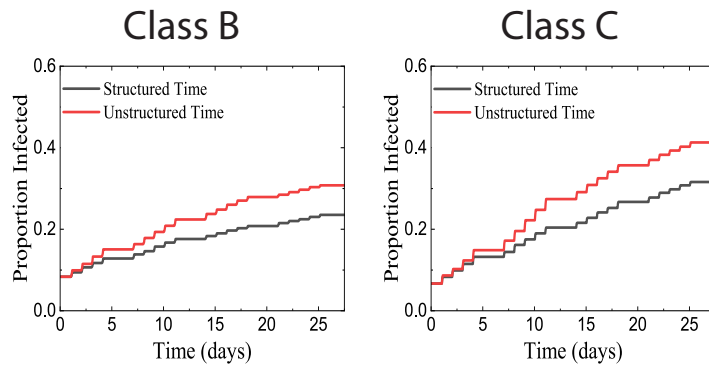 Class B
Proportion Infected
0.6
0.4
0.2
0.0
Structured Time
Unstructured Time
0 5 10 15 20 25
Time (days)
Class C
Proportion Infected
0.6
0.4
0.2
0.0
Structured Time
Unstructured Time
0 5 10 15 20 25
Time (days)